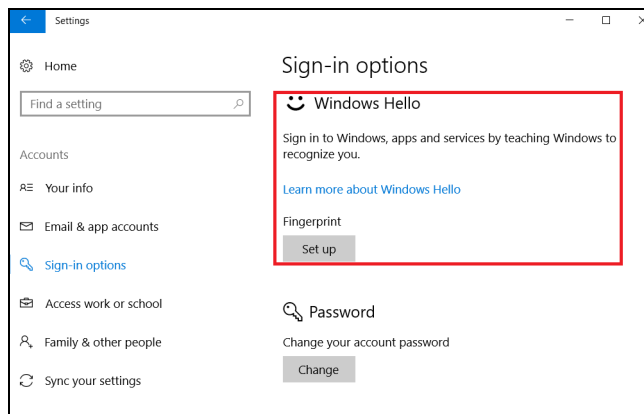 Settings
Home
Find a setting
Accounts
Your info
Email & app accounts
Sign-in options
Access work or school
Family & other people
Sync your settings
Sign-in options
Windows Hello
Sign in to Windows, apps and services by teaching Windows to
recognize you.
Learn more about Windows Hello
Fingerprint
Set up
Password
Change your account password
Change